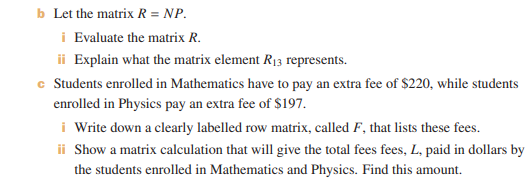 b Let the matrix R = NP.
i Evaluate the matrix R.
ii Explain what the matrix element R₁₃ represents.
c Students enrolled in Mathematics have to pay an extra fee of $220, while students
enrolled in Physics pay an extra fee of $197.
i Write down a clearly labelled row matrix, called F, that lists these fees.
ii Show a matrix calculation that will give the total fees fees, L, paid in dollars by
the students enrolled in Mathematics and Physics. Find this amount.